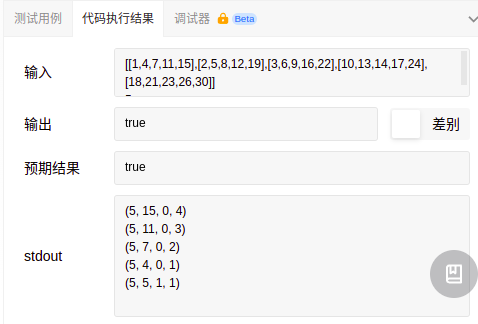 测试用例 代码执行结果 调试器 Beta
输入
[[1,4,7,11,15],[2,5,8,12,19],[3,6,9,16,22],[10,13,14,17,24],
[18,21,23,26,30]]
输出 true 差别
预期结果 true
stdout
(5, 15, 0, 4)
(5, 11, 0, 3)
(5, 7, 0, 2)
(5, 4, 0, 1)
(5, 5, 1, 1)